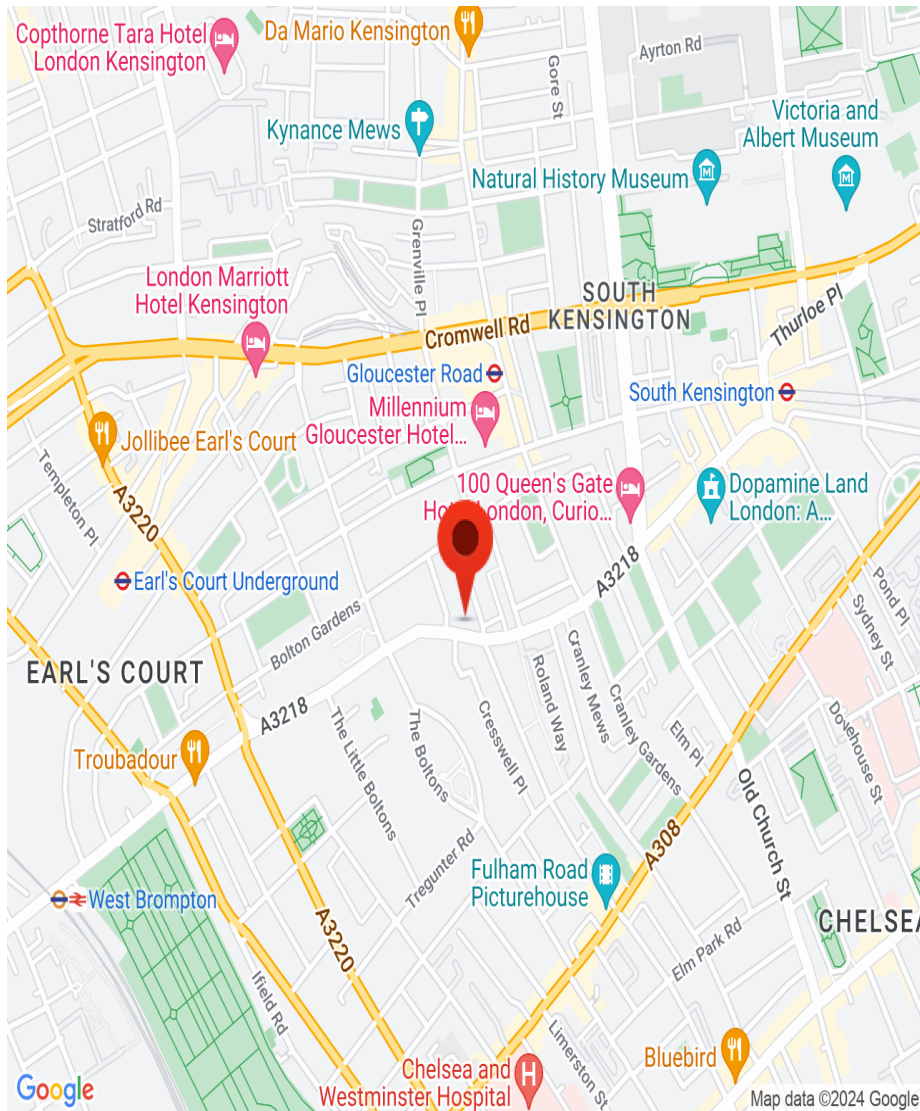 Copthorne Tara Hotel
London Kensington
Da Mario Kensington
Ayrton Rd
Gore St
Kynance Mews
Victoria and
Albert Museum
Natural History Museum
Stratford Rd
Grenville Pl
London Marriott
Hotel Kensington
SOUTH
KENSINGTON
Thurloe Pl
Cromwell Rd
Gloucester Road
South Kensington
Millennium
Gloucester Hotel...
Jollibee Earl's Court
Templeton Pl
A3220
100 Queen's Gate
London, Curio...
Dopamine Land
London: A...
A3218
Earl's Court Underground
Bolton Gardens
Pond Pl
Sydney St
EARL'S COURT
A3218
Cranley Mews
Roland Way
Cranley Gardens
Elm Pl
Dovehouse St
The Little Boltons
The Boltons
Cresswell Pl
Troubadour
Old Church St
Tregunter Rd
A308
Fulham Road
Picturehouse
West Brompton
CHELSEA
A3220
Elm Park Rd
Ifield Rd
Limerston St
Bluebird
Chelsea and
Westminster Hospital
H
Google
Map data ©2024 Google